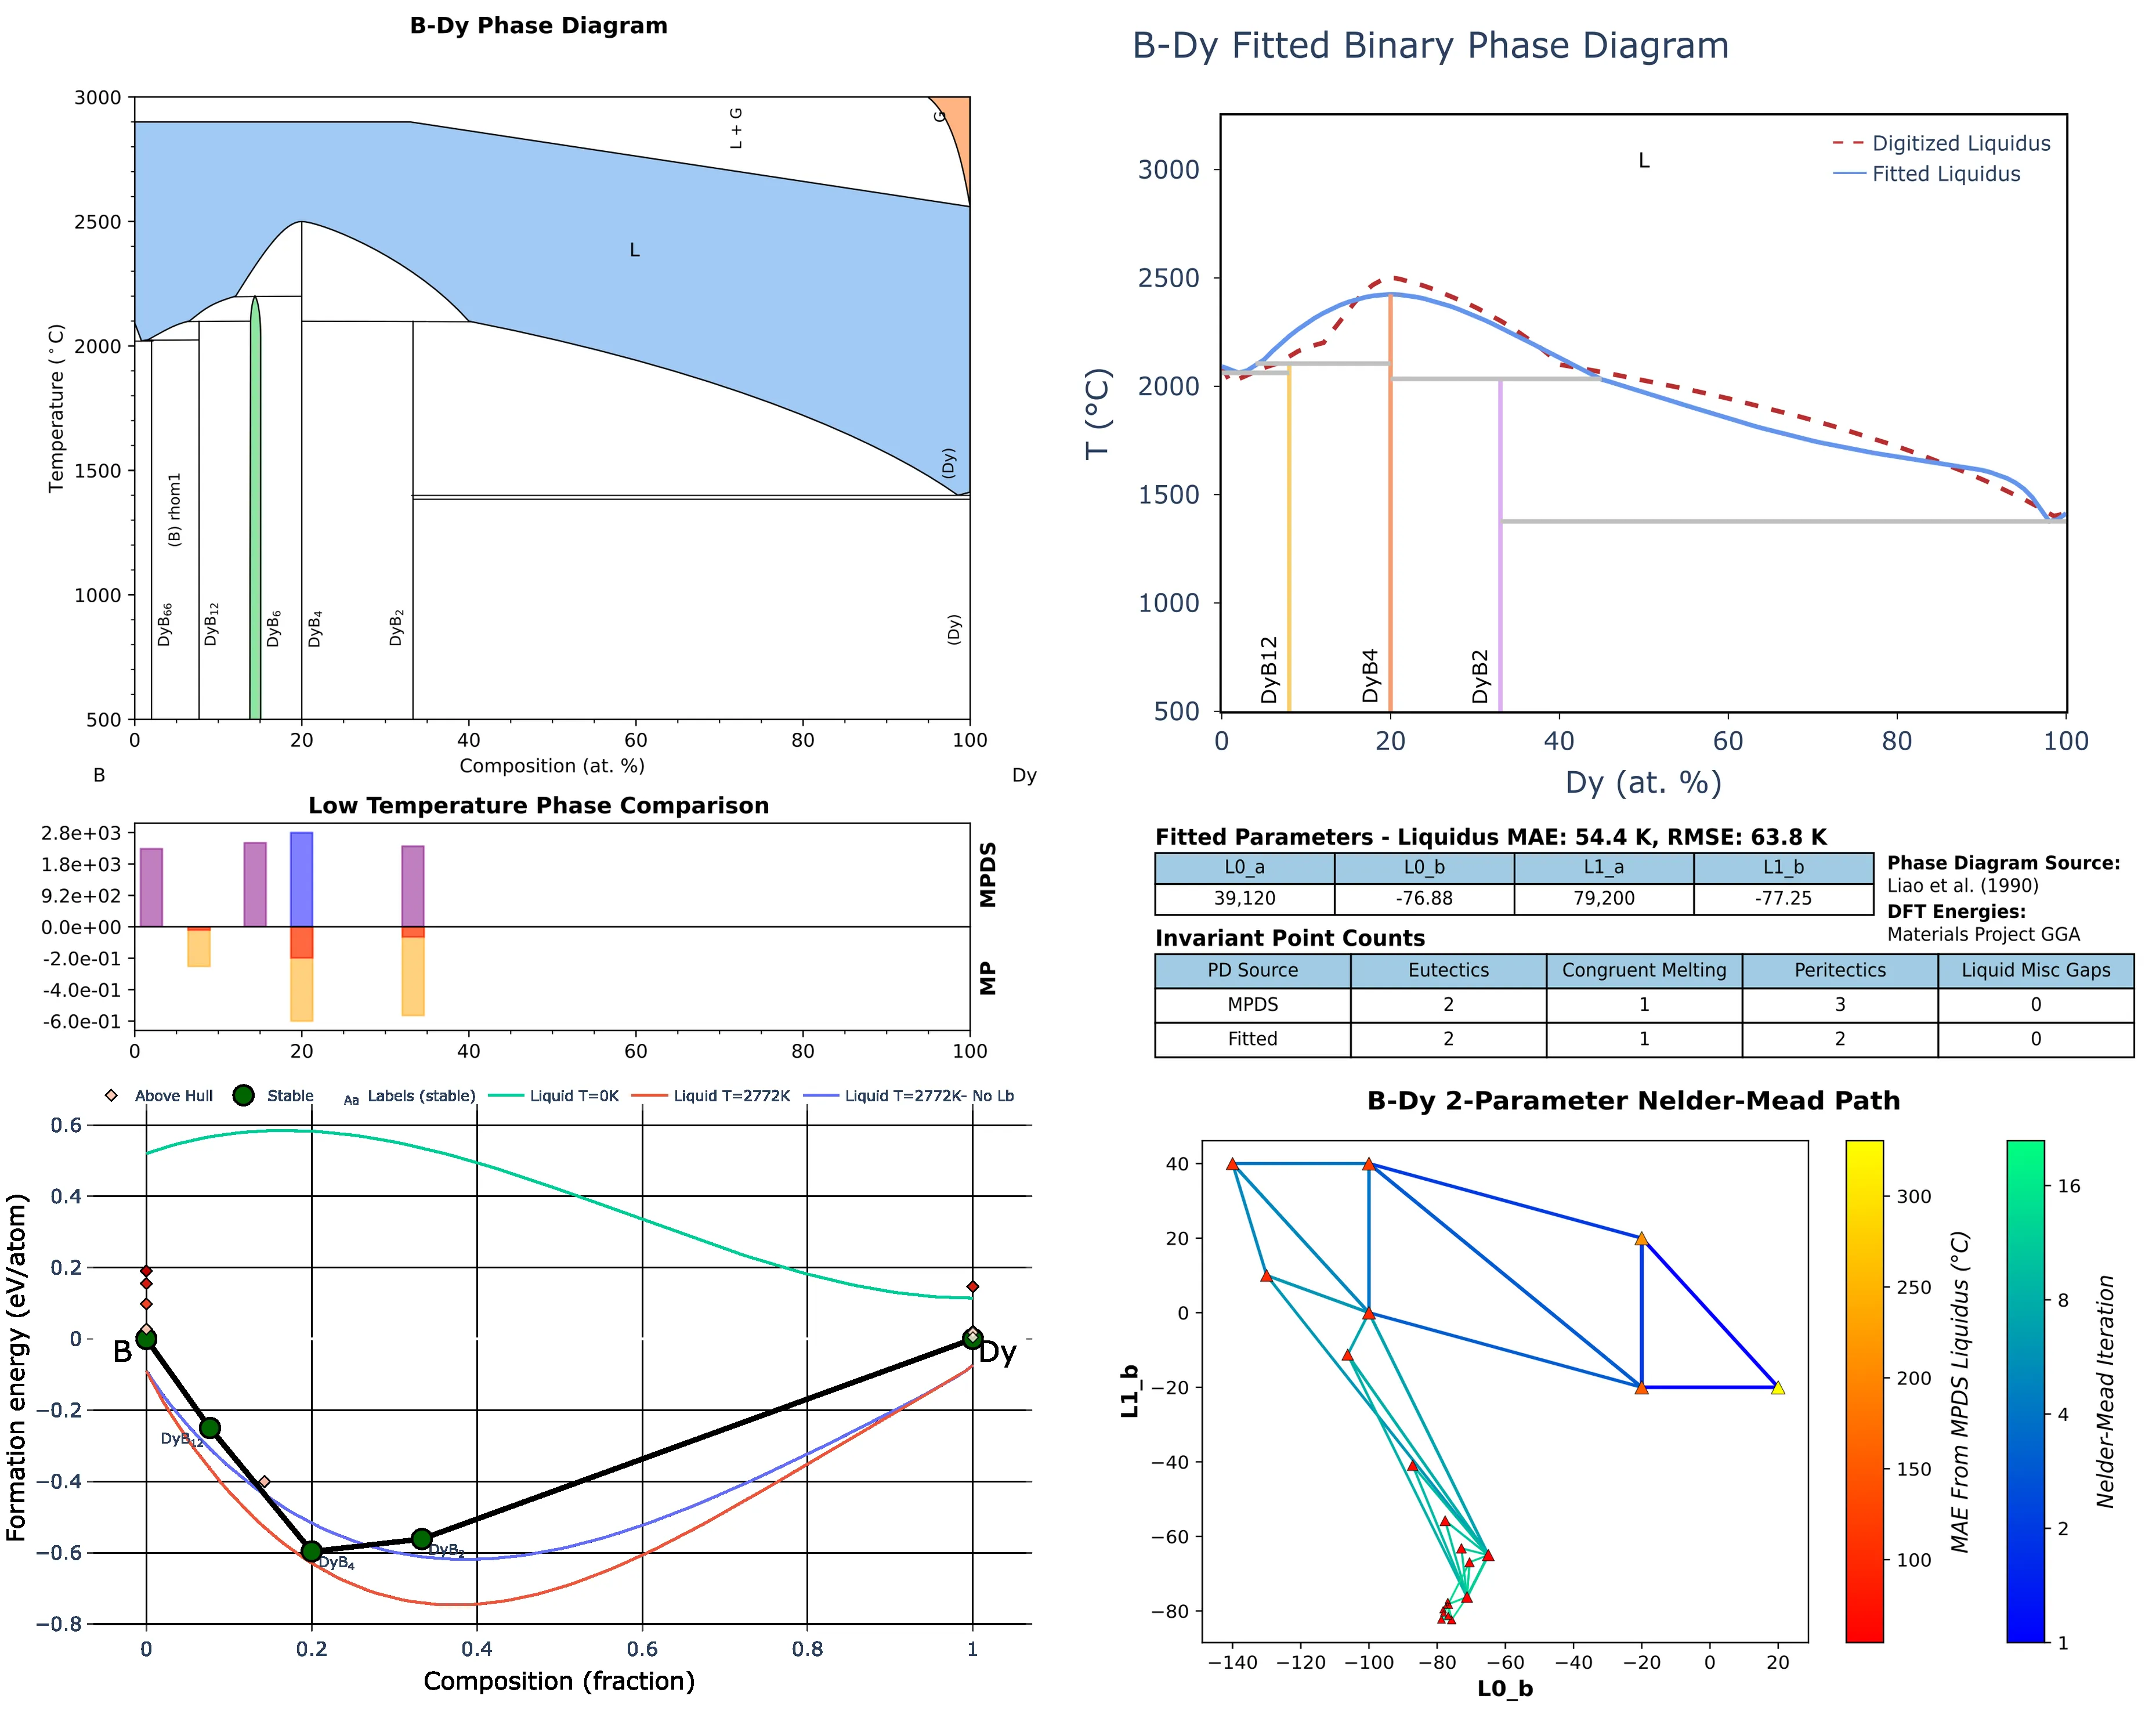 B-Dy Phase Diagram
3000
2500
2000
1500
1000
500
Temperature (°C)
L + G
G
L
(Dy)
(B) rhom1
DyB66
DyB12
DyB6
DyB4
DyB2
(Dy)
0 20 40 60 80 100
Composition (at. %)
B Dy
B-Dy Fitted Binary Phase Diagram
L
Digitized Liquidus
Fitted Liquidus
3000
2500
2000
1500
1000
500
T (°C)
DyB12
DyB4
DyB2
0 20 40 60 80 100
Dy (at. %)
Low Temperature Phase Comparison
2.8e+03
1.8e+03
9.2e+02
0.0e+00
-2.0e-01
-4.0e-01
-6.0e-01
MPDS
MP
0 20 40 60 80 100
Fitted Parameters - Liquidus MAE: 54.4 K, RMSE: 63.8 K
L0_a L0_b L1_a L1_b
39,120 -76.88 79,200 -77.25
Phase Diagram Source:
Liao et al. (1990)
DFT Energies:
Materials Project GGA
Invariant Point Counts
PD Source Eutectics Congruent Melting Peritectics Liquid Misc Gaps
MPDS 2 1 3 0
Fitted 2 1 2 0
Above Hull Stable Aa Labels (stable) Liquid T=0K Liquid T=2772K Liquid T=2772K- No Lb
0.6
0.4
0.2
0
−0.2
−0.4
−0.6
−0.8
Formation energy (eV/atom)
B
Dy
DyB12
DyB4
DyB2
0 0.2 0.4 0.6 0.8 1
Composition (fraction)
B-Dy 2-Parameter Nelder-Mead Path
40
20
0
−20
−40
−60
−80
L1_b
−140 −120 −100 −80 −60 −40 −20 0 20
L0_b
300
250
200
150
100
MAE From MPDS Liquidus (°C)
16
8
4
2
1
Nelder-Mead Iteration